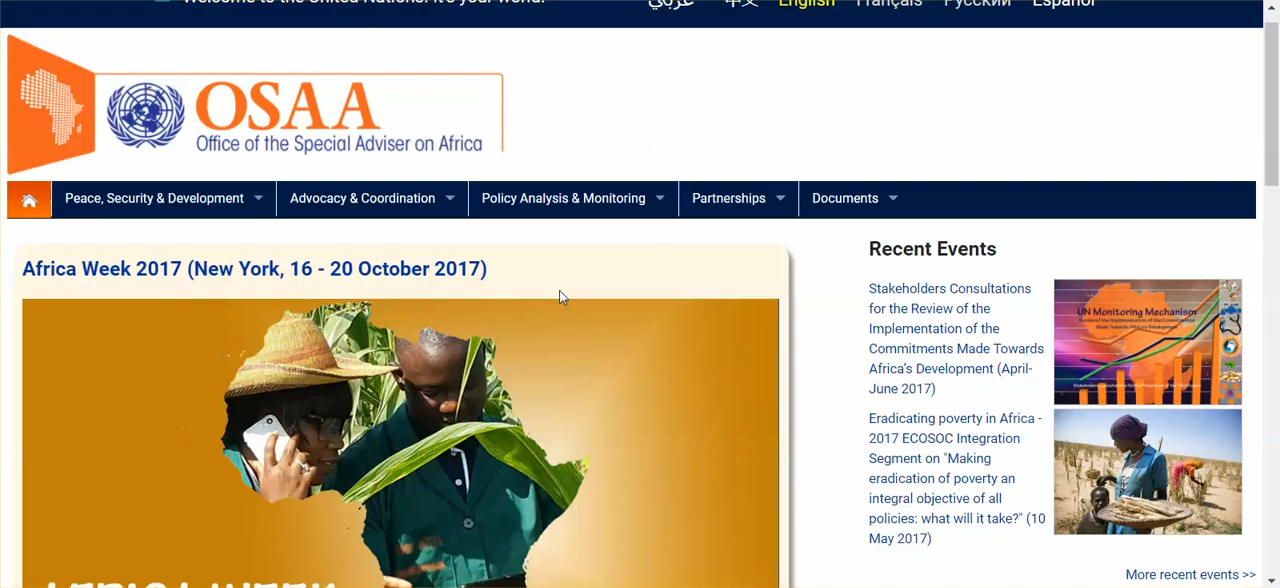 Welcome to the United Nations. It's your world!
عربي 中文 English Français Русский Español
OSAA
Office of the Special Adviser on Africa
Peace, Security & Development Advocacy & Coordination Policy Analysis & Monitoring Partnerships Documents
Africa Week 2017 (New York, 16 - 20 October 2017)
AFRICA WEEK
Recent Events
Stakeholders Consultations
for the Review of the
Implementation of the
Commitments Made Towards
Africa's Development (April-
June 2017)
UN Monitoring Mechanism
Eradicating poverty in Africa -
2017 ECOSOC Integration
Segment on "Making
eradication of poverty an
integral objective of all
policies: what will it take?" (10
May 2017)
More recent events >>